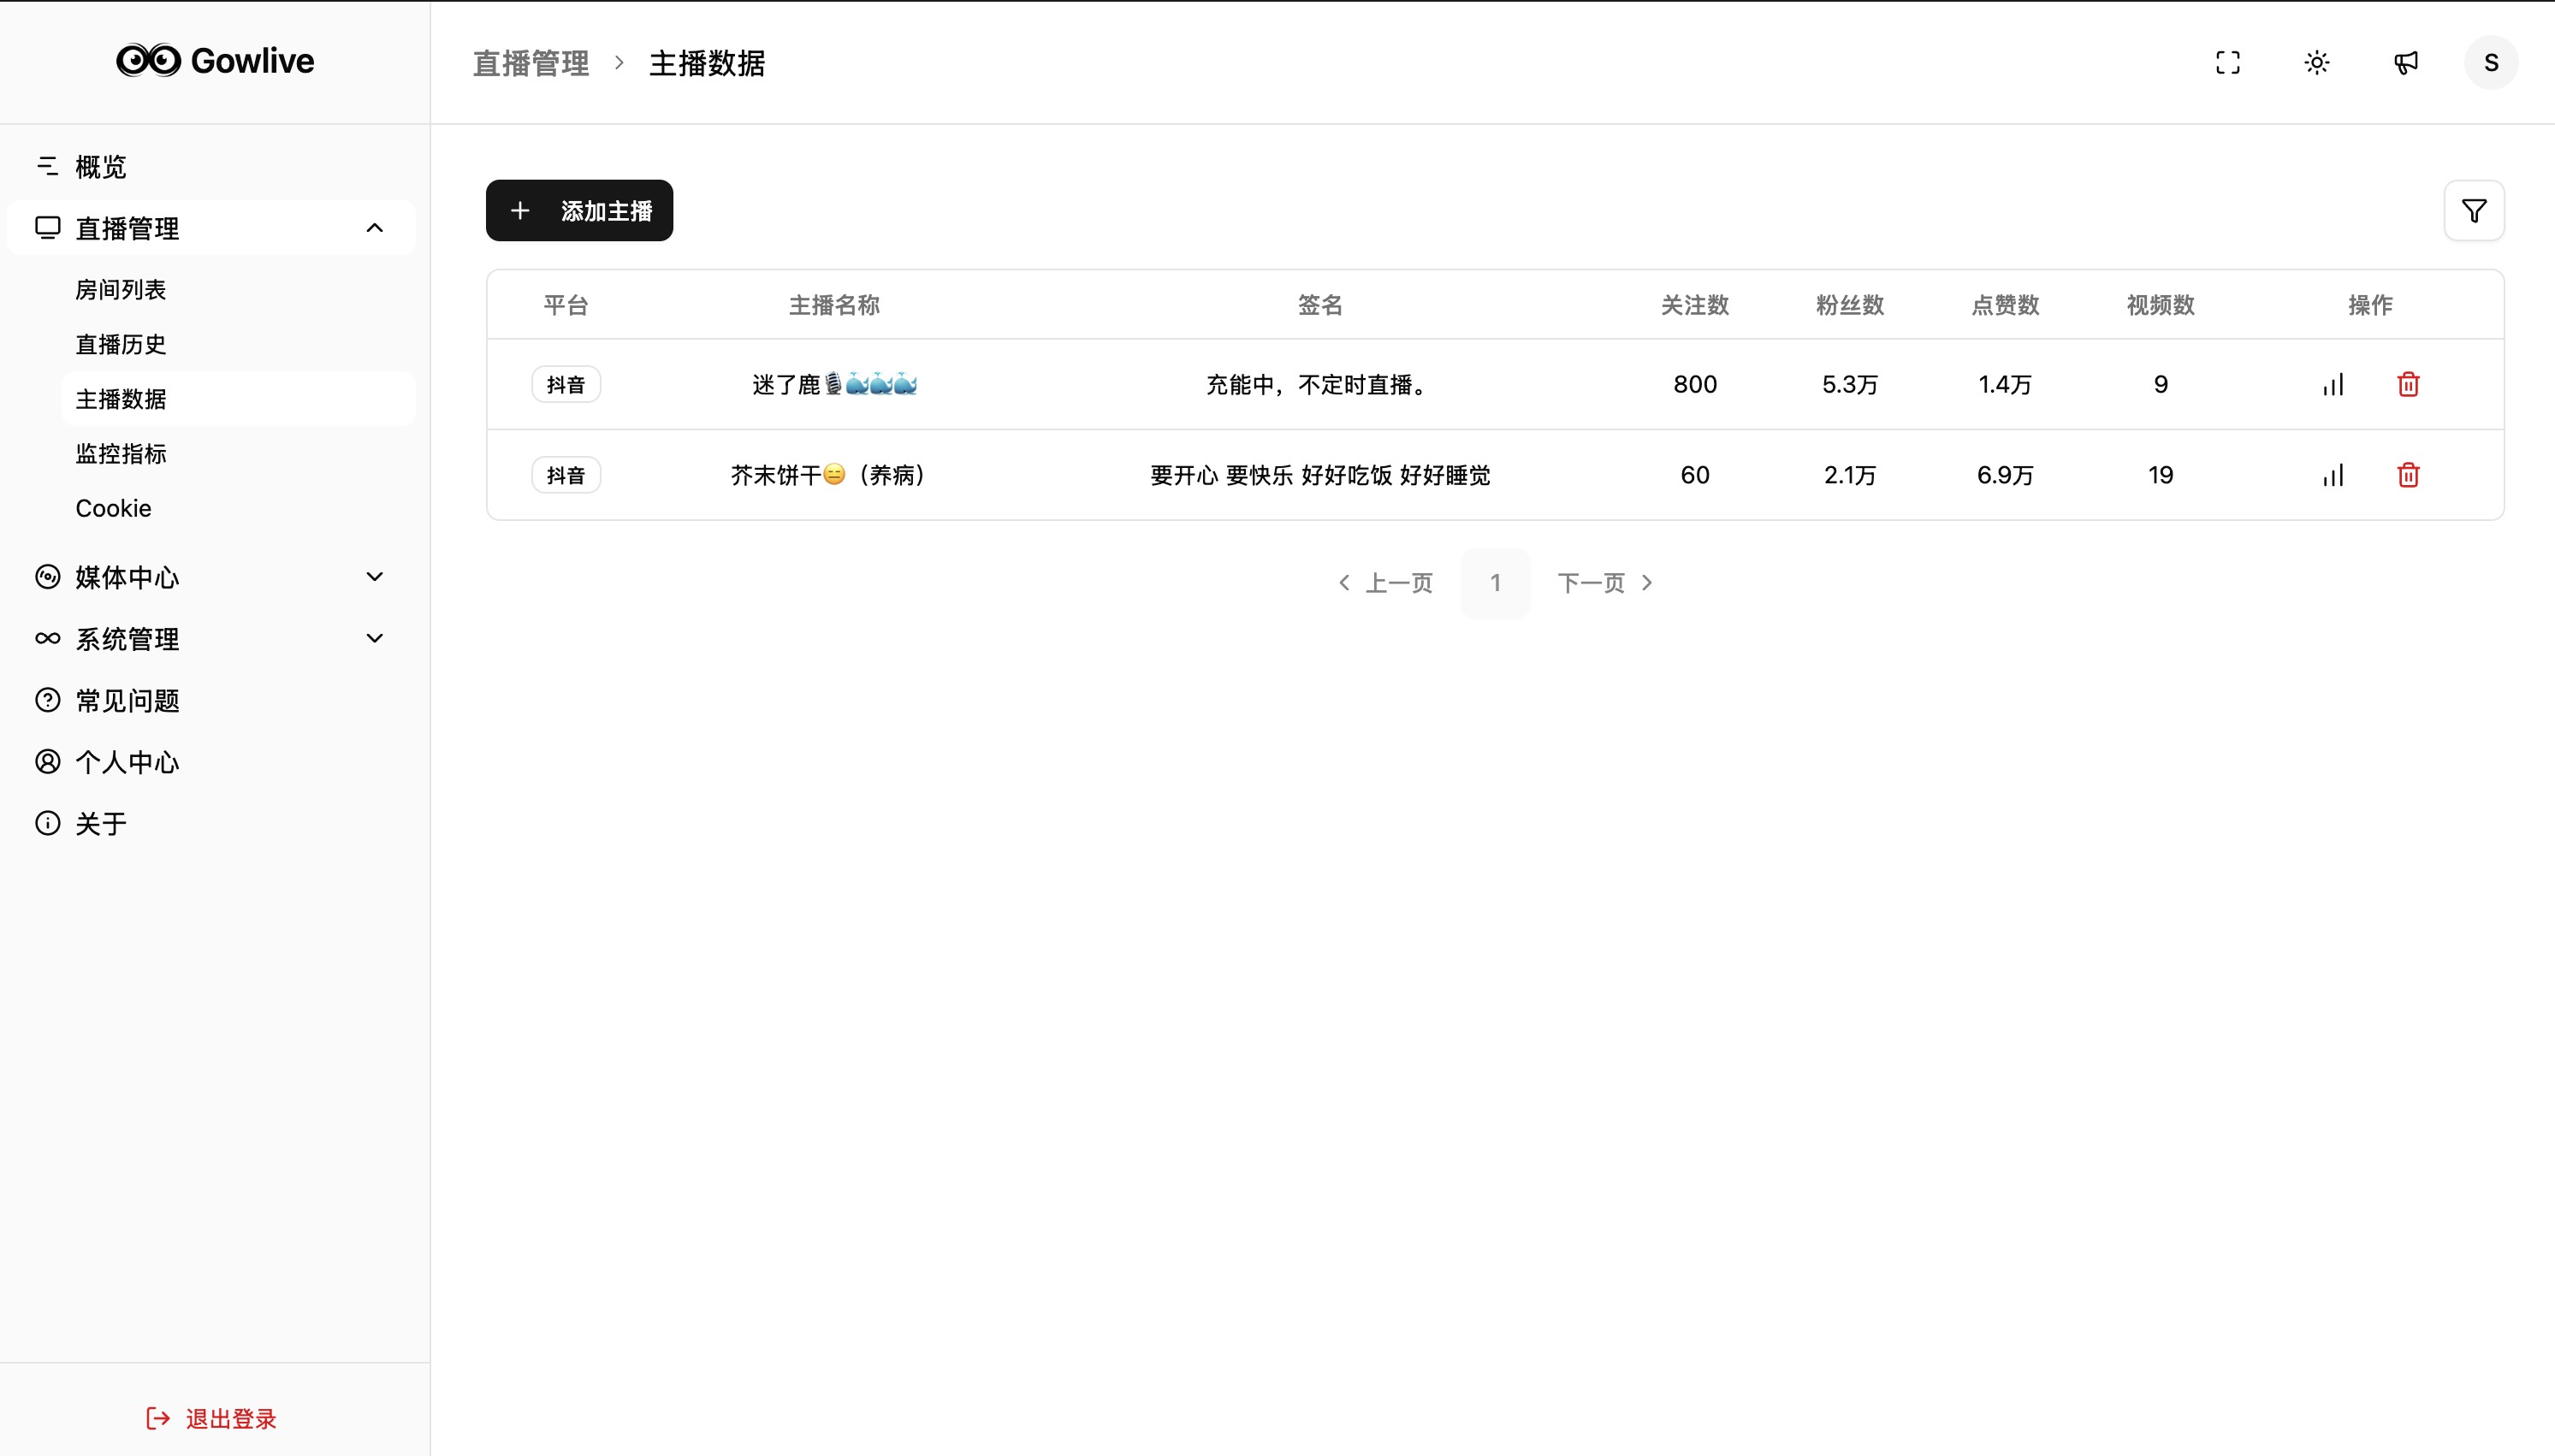 Gowlive
直播管理 > 主播数据
S
概览
直播管理
房间列表
直播历史
主播数据
监控指标
Cookie
媒体中心
系统管理
常见问题
个人中心
关于
退出登录
+ 添加主播
平台 主播名称 签名 关注数 粉丝数 点赞数 视频数 操作
抖音 迷了鹿🎙️🐳🐳🐳 充能中，不定时直播。 800 5.3万 1.4万 9
抖音 芥末饼干😑（养病） 要开心 要快乐 好好吃饭 好好睡觉 60 2.1万 6.9万 19
< 上一页 1 下一页 >